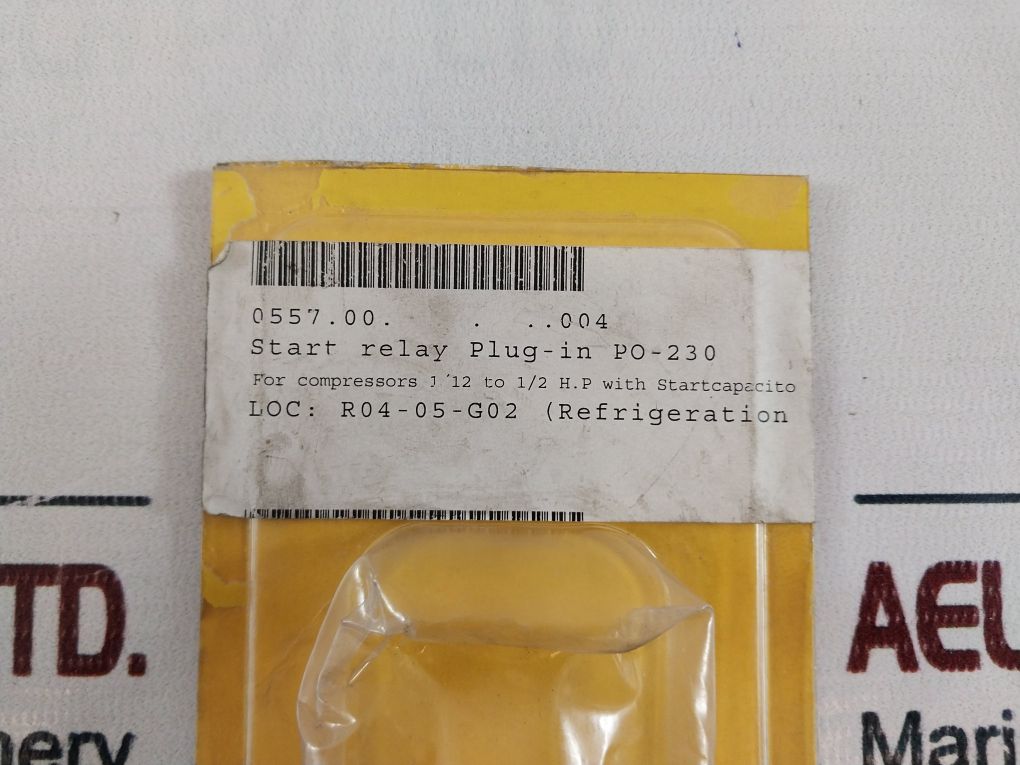 0557.00. . ..004
Start relay Plug-in PO-230
For compressors 1/12 to 1/2 H.P with Startcapacito
LOC: R04-05-G02 (Refrigeration
TD.
nery
AEU
Mari